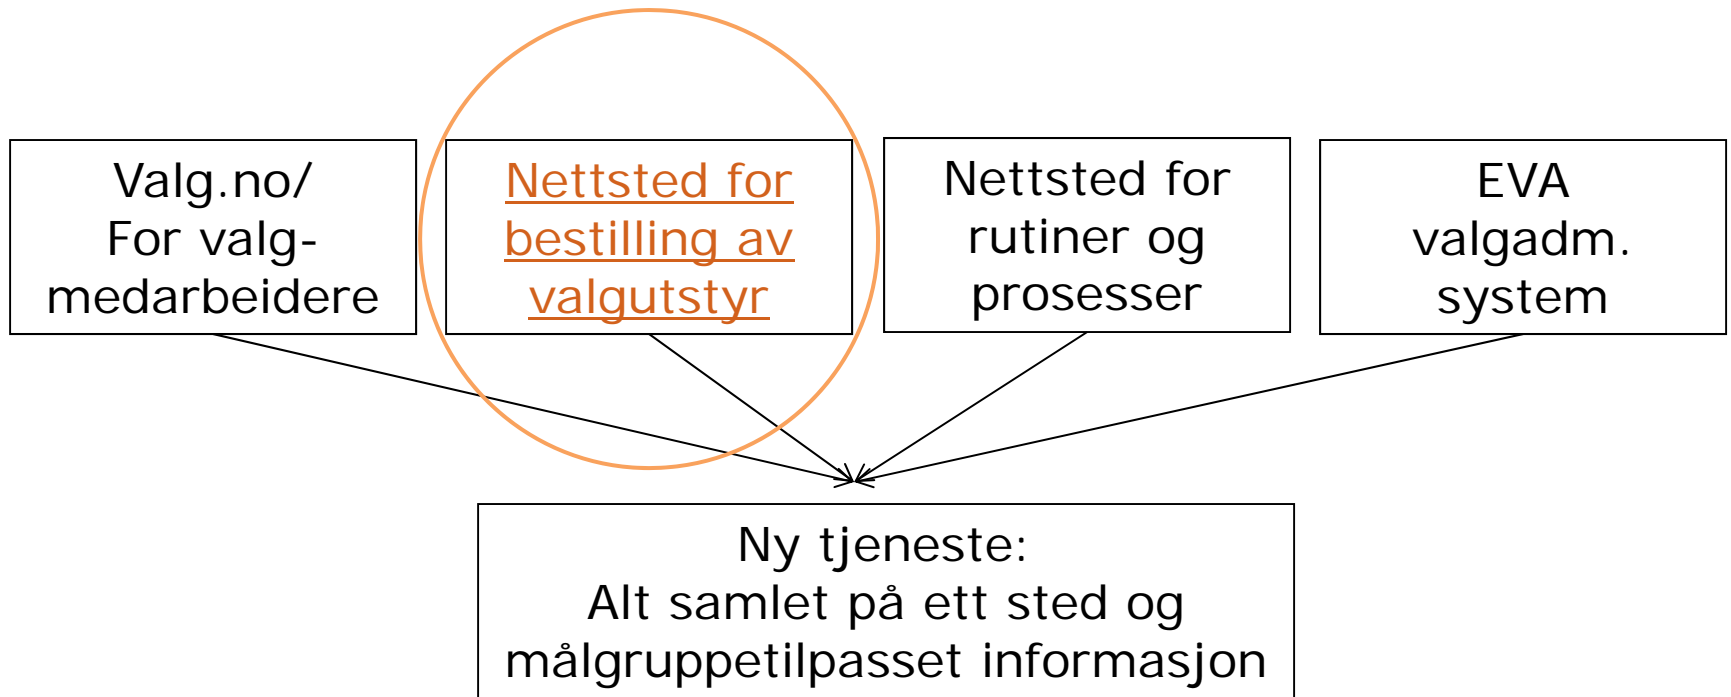 Valg.no/
For valg-
medarbeidere
Nettsted for
bestilling av
valgutstyr
Nettsted for
rutiner og
prosesser
EVA
valgadm.
system
Ny tjeneste:
Alt samlet på ett sted og
målgruppetilpasset informasjon